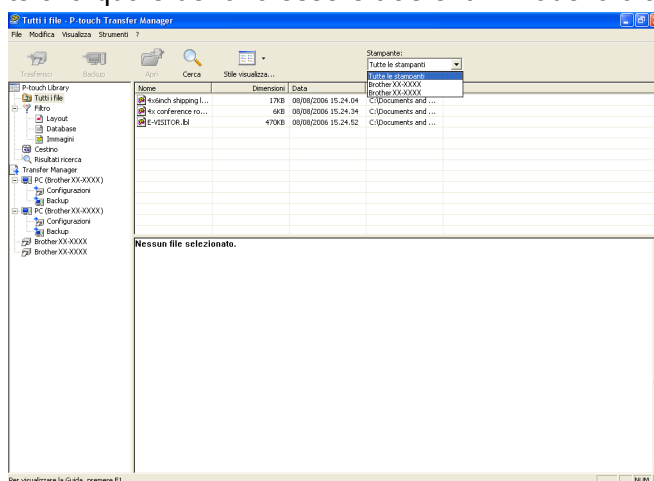 Tutti i file - P-touch Transfer Manager
File Modifica Visualizza Strumenti ?
Stampante:
Tutte le stampanti
Trasferisci Backup Apri Cerca Stile visualizza...
Tutte le stampanti
Brother XX-XXXX
Brother XX-XXXX
P-touch Library
Tutti i file
Filtro
Layout
Database
Immagini
Cestino
Risultati ricerca
Transfer Manager
PC (Brother XX-XXXX)
Configurazioni
Backup
PC (Brother XX-XXXX)
Configurazioni
Backup
Brother XX-XXXX
Brother XX-XXXX
Nome Dimensioni Data
4x6inch shipping l... 17KB 08/08/2006 15.24.04 C:\Documents and ...
4x conference ro... 6KB 08/08/2006 15.24.34 C:\Documents and ...
E-VISITOR.lbl 470KB 08/08/2006 15.24.52 C:\Documents and ...
Nessun file selezionato.
Per visualizzare la Guida, premere F1
NUM